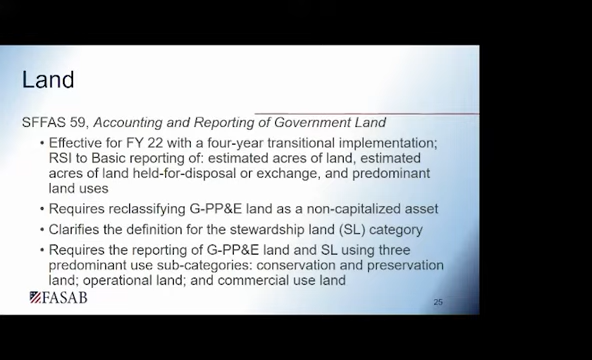 Land
SFFAS 59, Accounting and Reporting of Government Land
• Effective for FY 22 with a four-year transitional implementation;
RSI to Basic reporting of: estimated acres of land, estimated
acres of land held-for-disposal or exchange, and predominant
land uses
• Requires reclassifying G-PP&E land as a non-capitalized asset
• Clarifies the definition for the stewardship land (SL) category
• Requires the reporting of G-PP&E land and SL using three
predominant use sub-categories: conservation and preservation
land; operational land; and commercial use land
FASAB
25